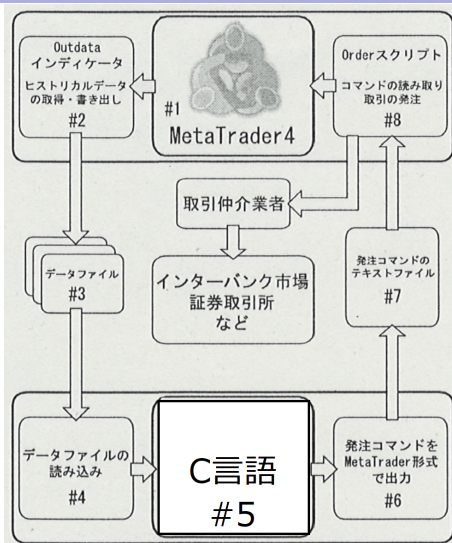 Outdata
インディケータ
ヒストリカルデータ
の取得・書き出し
#2
#1
MetaTrader4
Orderスクリプト
コマンドの読み取り
取引の発注
#8
取引仲介業者
インターバンク市場
証券取引所
など
データファイル
#3
発注コマンドの
テキストファイル
#7
データファイルの
読み込み
#4
C言語
#5
発注コマンドを
MetaTrader形式
で出力
#6